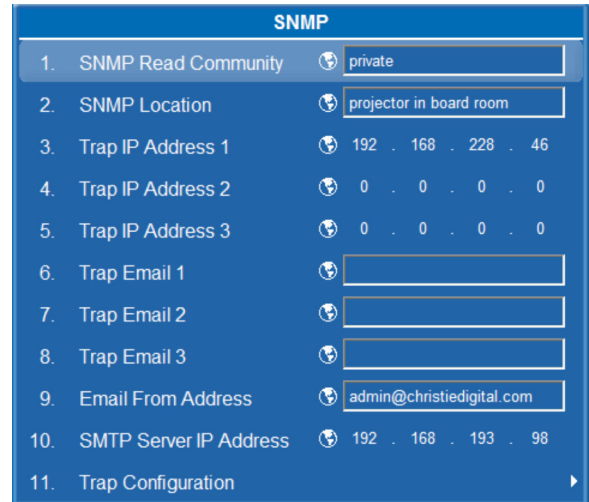 SNMP
1. SNMP Read Community private
2. SNMP Location projector in board room
3. Trap IP Address 1 192 . 168 . 228 . 46
4. Trap IP Address 2 0 . 0 . 0 . 0
5. Trap IP Address 3 0 . 0 . 0 . 0
6. Trap Email 1
7. Trap Email 2
8. Trap Email 3
9. Email From Address admin@christiedigital.com
10. SMTP Server IP Address 192 . 168 . 193 . 98
11. Trap Configuration